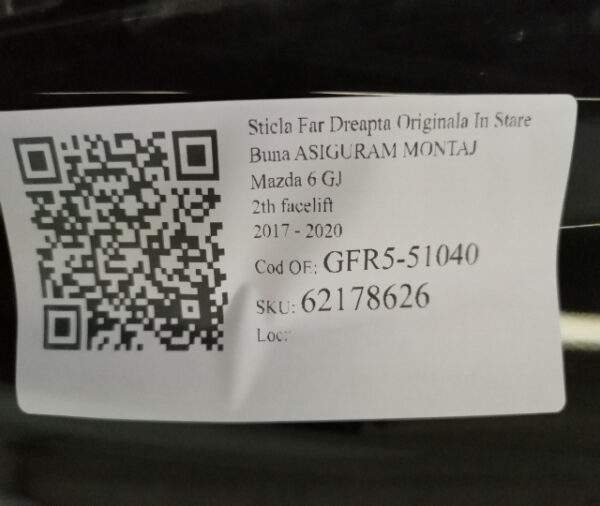 Sticla Far Dreapta Originala In Stare
Buna ASIGURAM MONTAJ
Mazda 6 GJ
2th facelift
2017 - 2020
Cod OE: GFR5-51040
SKU: 62178626
Loc: